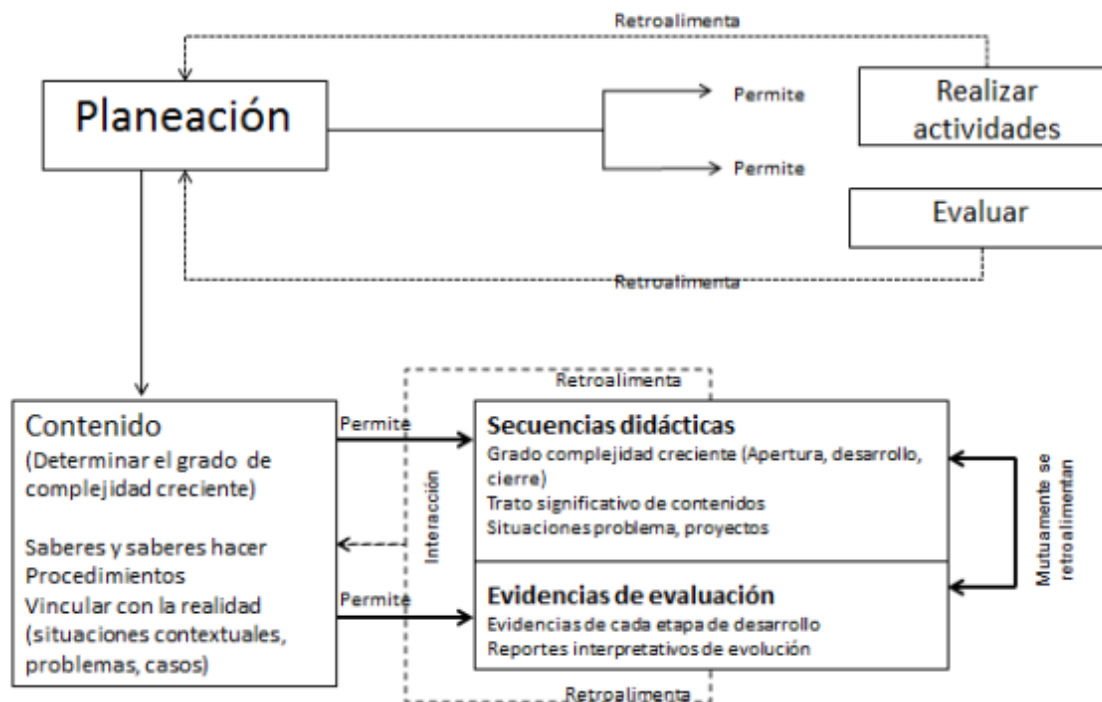 Retroalimenta
Planeación
Permite
Realizar
actividades
Permite
Evaluar
Retroalimenta
Contenido
(Determinar el grado de
complejidad creciente)
Saberes y saberes hacer
Procedimientos
Vincular con la realidad
(situaciones contextuales,
problemas, casos)
Permite
Permite
Retroalimenta
Interacción
Secuencias didácticas
Grado complejidad creciente (Apertura, desarrollo,
cierre)
Trato significativo de contenidos
Situaciones problema, proyectos
Evidencias de evaluación
Evidencias de cada etapa de desarrollo
Reportes interpretativos de evolución
Retroalimenta
Mutuamente se
retroalimentan